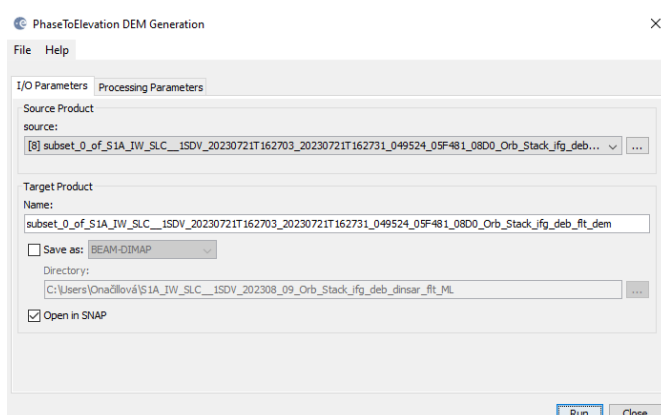 PhaseToElevation DEM Generation
File Help
I/O Parameters Processing Parameters
Source Product
source:
[8] subset_0_of_S1A_IW_SLC__1SDV_20230721T162703_20230721T162731_049524_05F481_08D0_Orb_Stack_ifg_deb... ...
Target Product
Name:
subset_0_of_S1A_IW_SLC__1SDV_20230721T162703_20230721T162731_049524_05F481_08D0_Orb_Stack_ifg_deb_flt_dem
Save as: BEAM-DIMAP
Directory:
C:\Users\Onačillová\S1A_IW_SLC__1SDV_202308_09_Orb_Stack_ifg_deb_dinsar_flt_ML ...
Open in SNAP
Run Close